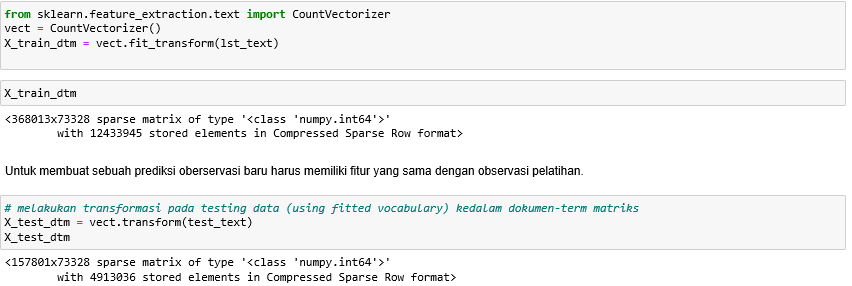 from sklearn.feature_extraction.text import CountVectorizer
vect = CountVectorizer()
X_train_dtm = vect.fit_transform(lst_text)
X_train_dtm
<368013x73328 sparse matrix of type '<class 'numpy.int64'>'
with 12433945 stored elements in Compressed Sparse Row format>
Untuk membuat sebuah prediksi oberservasi baru harus memiliki fitur yang sama dengan observasi pelatihan.
# melakukan transformasi pada testing data (using fitted vocabulary) kedalam dokumen-term matriks
X_test_dtm = vect.transform(test_text)
X_test_dtm
<157801x73328 sparse matrix of type '<class 'numpy.int64'>'
with 4913036 stored elements in Compressed Sparse Row format>